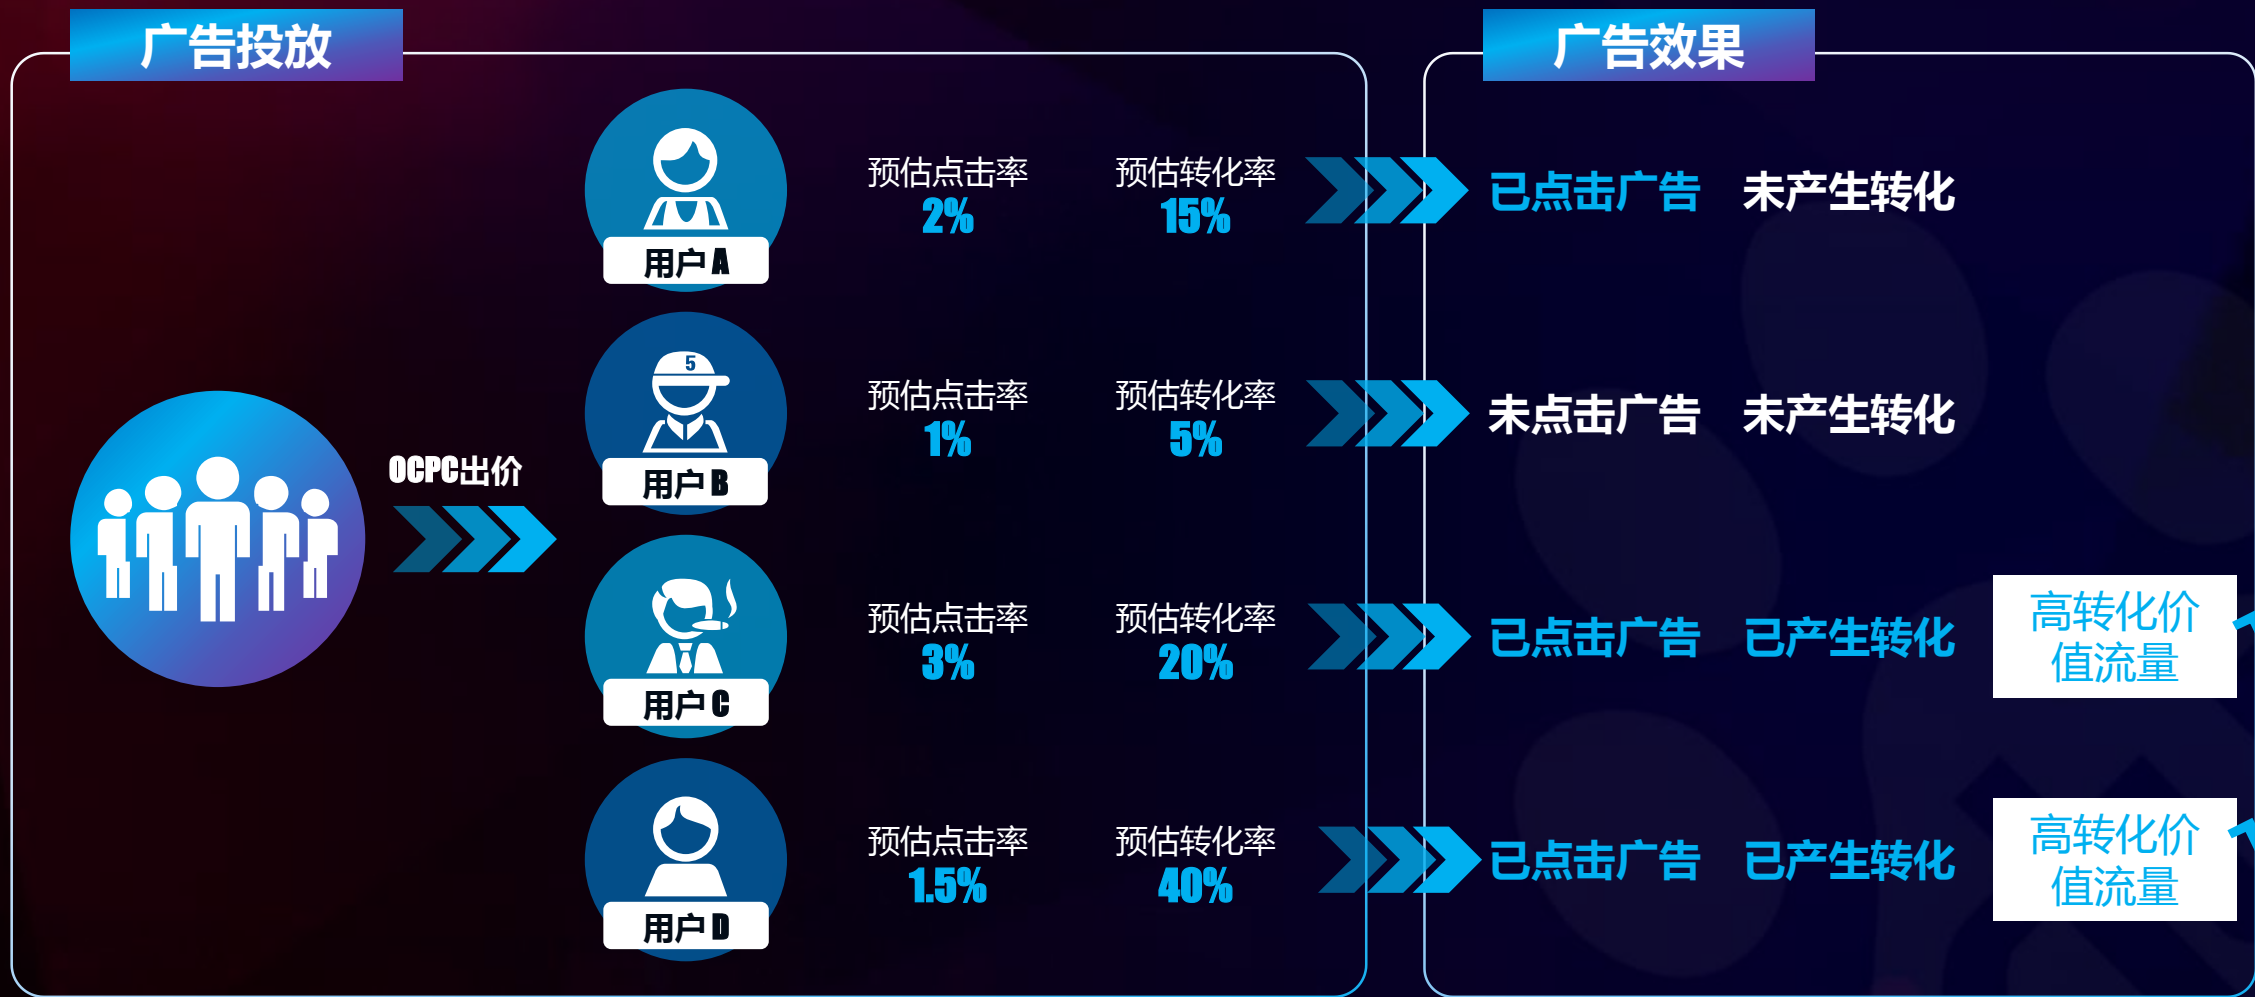 广告投放
广告效果
预估点击率
预估转化率
2%
15%
已点击广告 未产生转化
用户 A
5
预估点击率
预估转化率
1%
5%
未点击广告 未产生转化
OCPC出价
用户 B
预估点击率
预估转化率
3%
20%
已点击广告 已产生转化
高转化价
值流量
用户 C
预估点击率
预估转化率
1.5%
40%
已点击广告 已产生转化
高转化价
值流量
用户 D